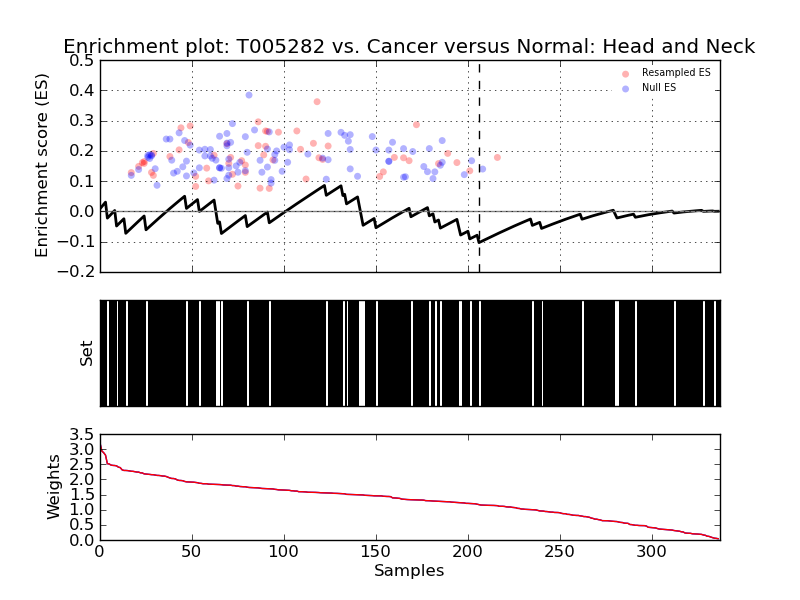 Enrichment plot: T005282 vs. Cancer versus Normal: Head and Neck
Enrichment score (ES)
0.5
0.4
0.3
0.2
0.1
0.0
−0.1
−0.2
Resampled ES
Null ES
Set
Weights
3.5
3.0
2.5
2.0
1.5
1.0
0.5
0.0
0 50 100 150 200 250 300
Samples